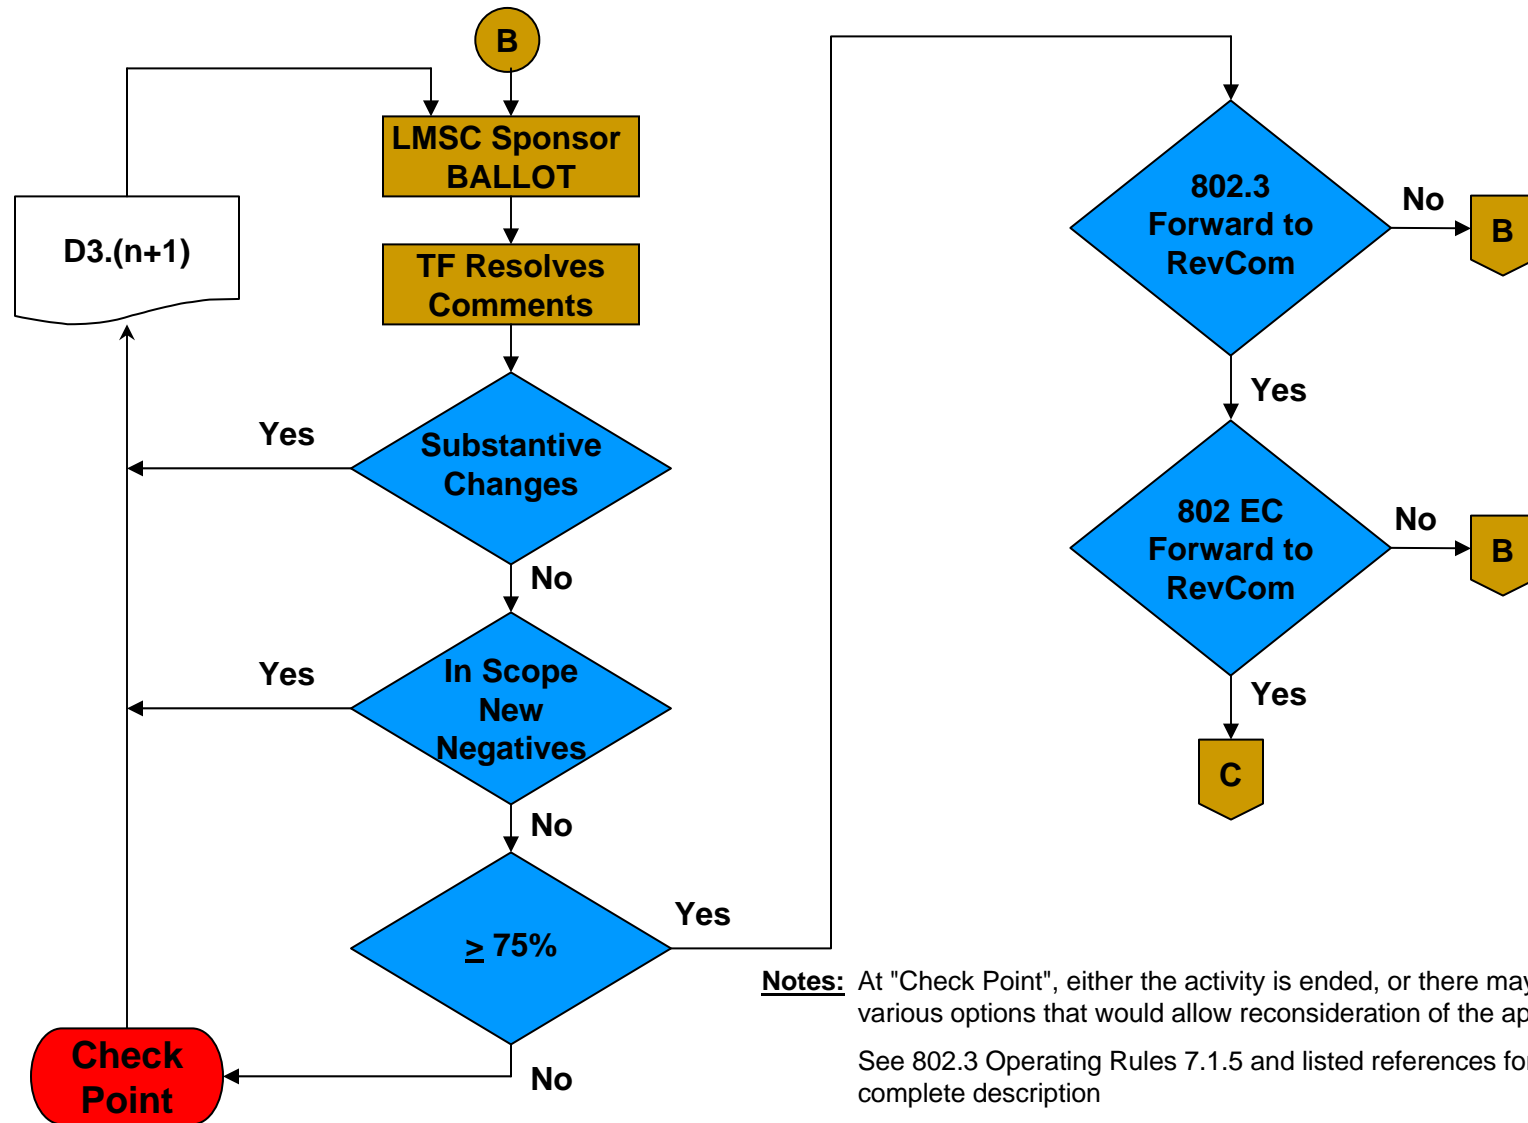 B
LMSC Sponsor
BALLOT
D3.(n+1)
TF Resolves
Comments
Substantive
Changes
Yes
No
In Scope
New
Negatives
Yes
No
≥ 75%
Yes
No
Check
Point
802.3
Forward to
RevCom
No
B
Yes
802 EC
Forward to
RevCom
No
B
Yes
C
Notes: At "Check Point", either the activity is ended, or there may
various options that would allow reconsideration of the
See 802.3 Operating Rules 7.1.5 and listed references for
complete description